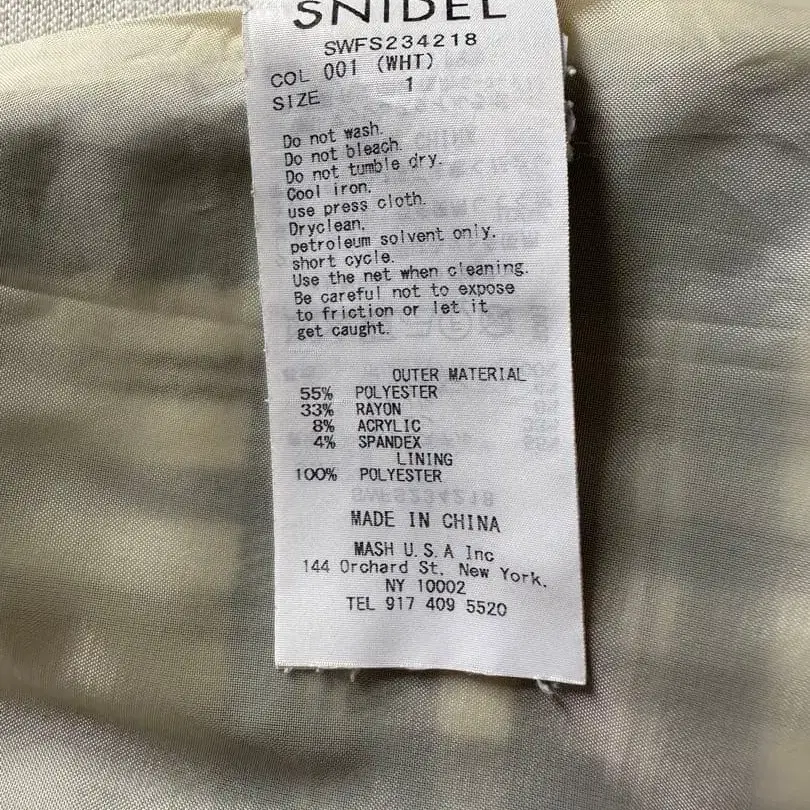 SNIDEL
SWFS234218
COL 001 (WHT)
SIZE 1
Do not wash.
Do not bleach.
Do not tumble dry.
Cool iron.
use press cloth.
Dryclean.
petroleum solvent only.
short cycle.
Use the net when cleaning.
Be careful not to expose
to friction or let it
get caught.
OUTER MATERIAL
55% POLYESTER
33% RAYON
8% ACRYLIC
4% SPANDEX
LINING
100% POLYESTER
MADE IN CHINA
MASH U.S.A Inc
144 Orchard St, New York.
NY 10002
TEL 917 409 5520